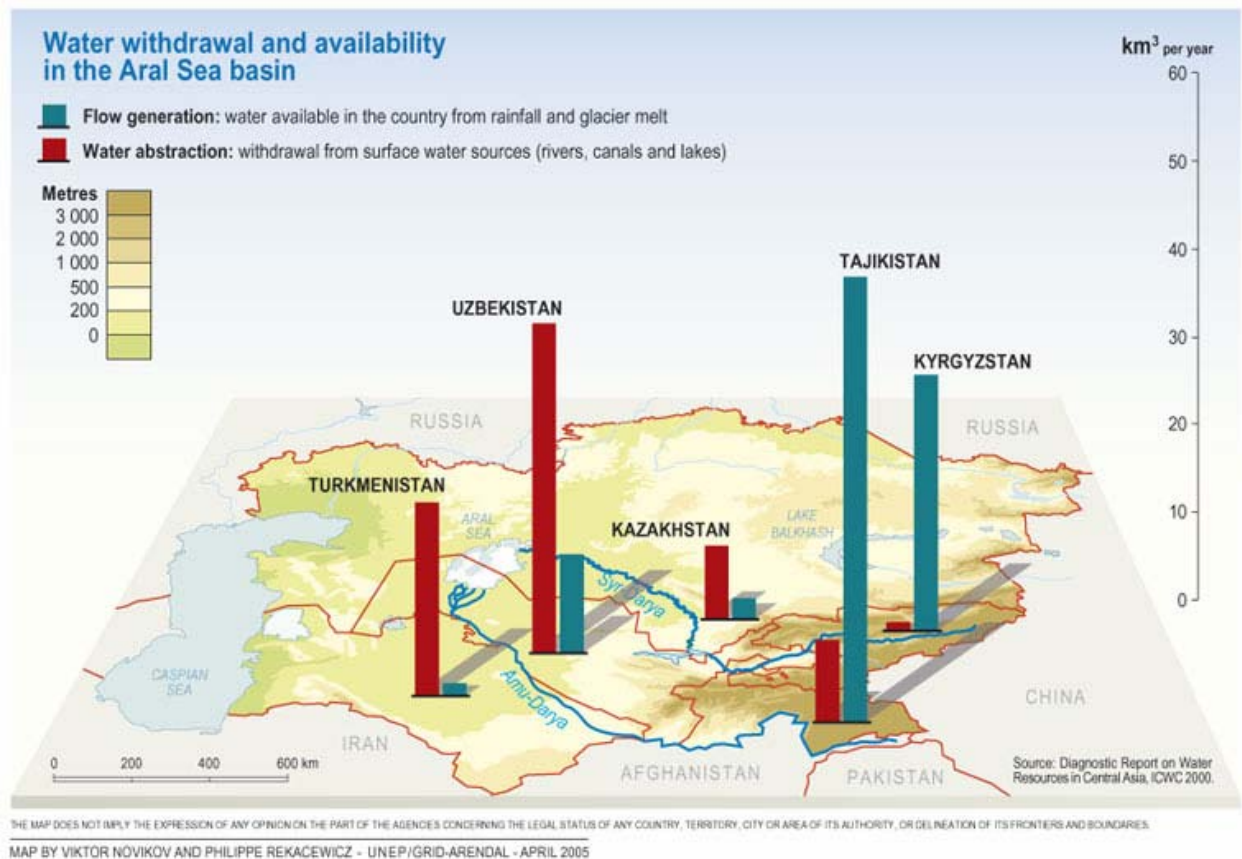 Water withdrawal and availability
in the Aral Sea basin
Flow generation: water available in the country from rainfall and glacier melt
Water abstraction: withdrawal from surface water sources (rivers, canals and lakes)
km³ per year
60
50
40
30
20
10
0
Metres
3 000
2 000
1 000
500
200
0
TAJIKISTAN
UZBEKISTAN
KYRGYZSTAN
RUSSIA
RUSSIA
TURKMENISTAN
ARAL
SEA
KAZAKHSTAN
LAKE
BALKHASH
Syr-Darya
CASPIAN
SEA
Amu-Darya
CHINA
IRAN
AFGHANISTAN
PAKISTAN
0 200 400 600 km
Source: Diagnostic Report on Water
Resources in Central Asia, ICWC 2000.
THE MAP DOES NOT IMPLY THE EXPRESSION OF ANY OPINION ON THE PART OF THE AGENCIES CONCERNING THE LEGAL STATUS OF ANY COUNTRY, TERRITORY, CITY OR AREA OF ITS AUTHORITY, OR DELINEATION OF ITS FRONTIERS AND BOUNDARIES.
MAP BY VIKTOR NOVIKOV AND PHILIPPE REKACEWICZ - UNEP/GRID-ARENDAL - APRIL 2005